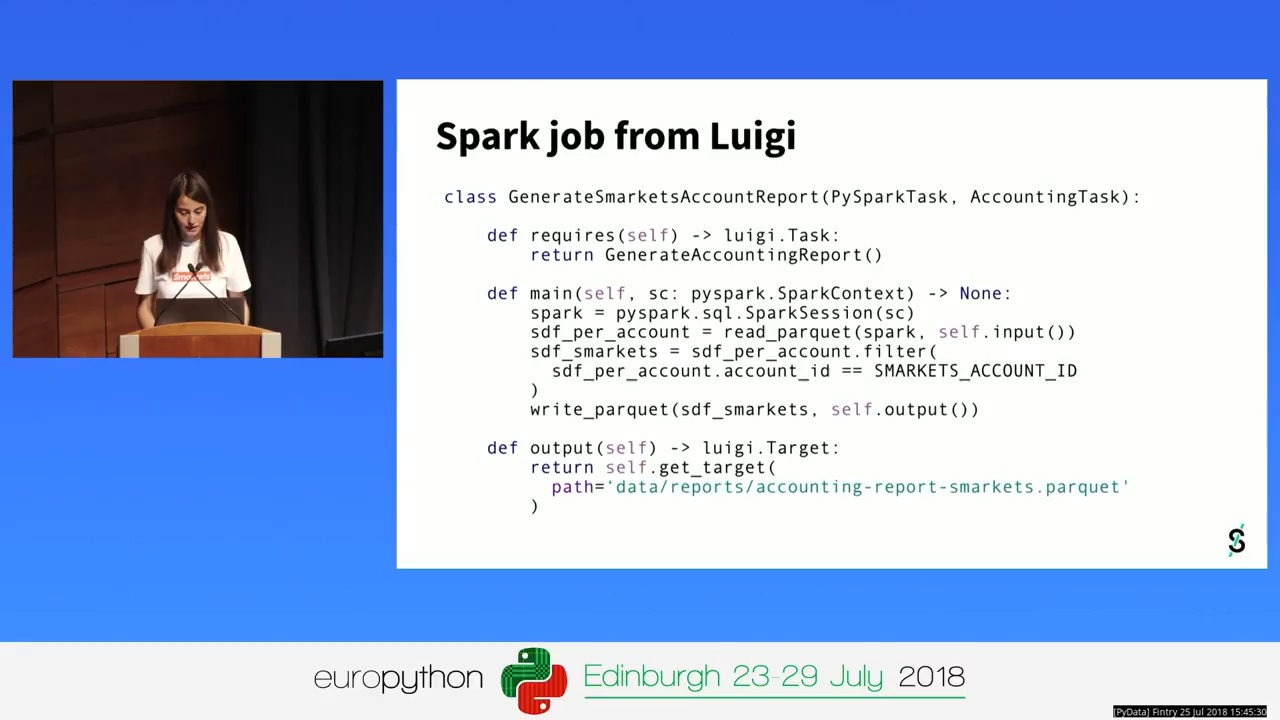 Spark job from Luigi
class GenerateSmarketsAccountReport(PySparkTask, AccountingTask):
def requires(self) -> luigi.Task:
return GenerateAccountingReport()
def main(self, sc: pyspark.SparkContext) -> None:
spark = pyspark.sql.SparkSession(sc)
sdf_per_account = read_parquet(spark, self.input())
sdf_smarkets = sdf_per_account.filter(
sdf_per_account.account_id == SMARKETS_ACCOUNT_ID
)
write_parquet(sdf_smarkets, self.output())
def output(self) -> luigi.Target:
return self.get_target(
path=‘data/reports/accounting-report-smarkets.parquet'
)
S
europython Edinburgh 23-29 July 2018
[PyData] Fintry 25 Jul 2018 15:45:30